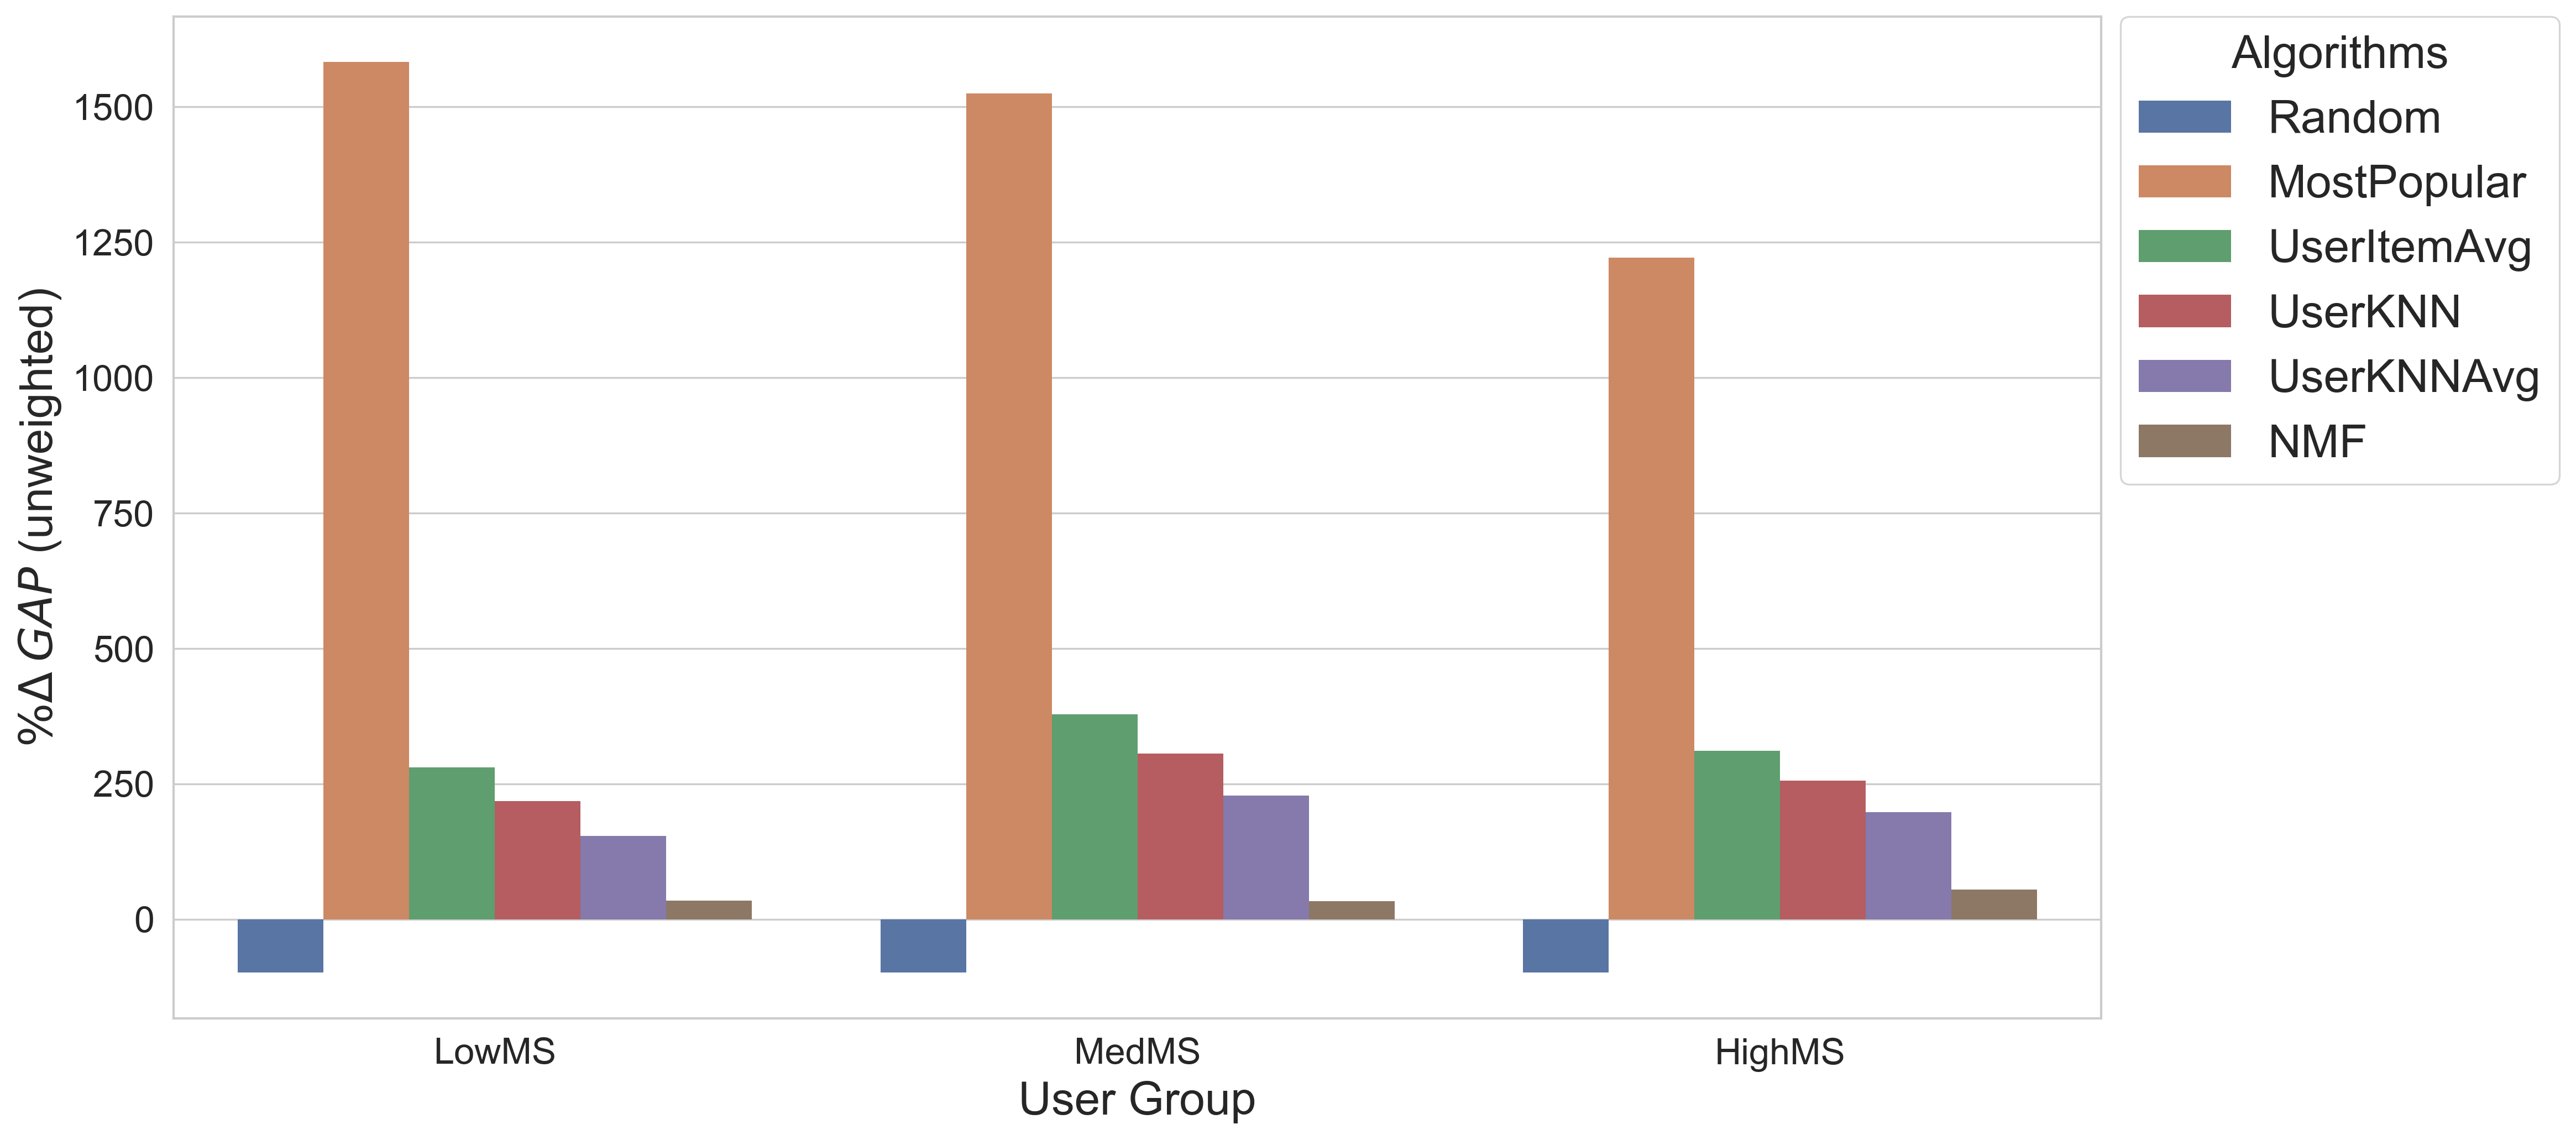 %Δ GAP (unweighted)
1500
1250
1000
750
500
250
0
LowMS
MedMS
HighMS
User Group
Algorithms
Random
MostPopular
UserItemAvg
UserKNN
UserKNNAvg
NMF